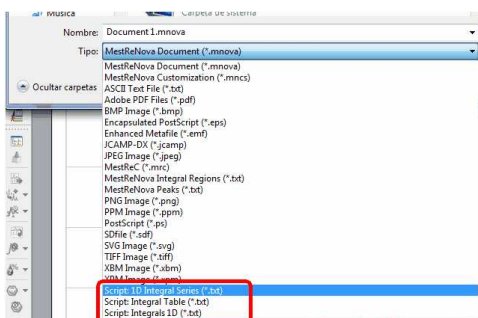 Música
Carpeta de sistema
Nombre: Document 1.mnova
Tipo: MestReNova Document (*.mnova)
MestReNova Document (*.mnova)
MestReNova Customization (*.mncs)
Ocultar carpetas
ASCII Text File (*.txt)
Adobe PDF Files (*.pdf)
BMP Image (*.bmp)
Encapsulated PostScript (*.eps)
Enhanced Metafile (*.emf)
JCAMP-DX (*.jcamp)
JPEG Image (*.jpeg)
MestReC (*.mrc)
MestReNova Integral Regions (*.txt)
MestReNova Peaks (*.txt)
PNG Image (*.png)
PPM Image (*.ppm)
PostScript (*.ps)
SDfile (*.sdf)
SVG Image (*.svg)
TIFF Image (*.tiff)
XBM Image (*.xbm)
XPM Image (*.xpm)
Script: 1D Integral Series (*.txt)
Script: Integral Table (*.txt)
Script: Integrals 1D (*.txt)